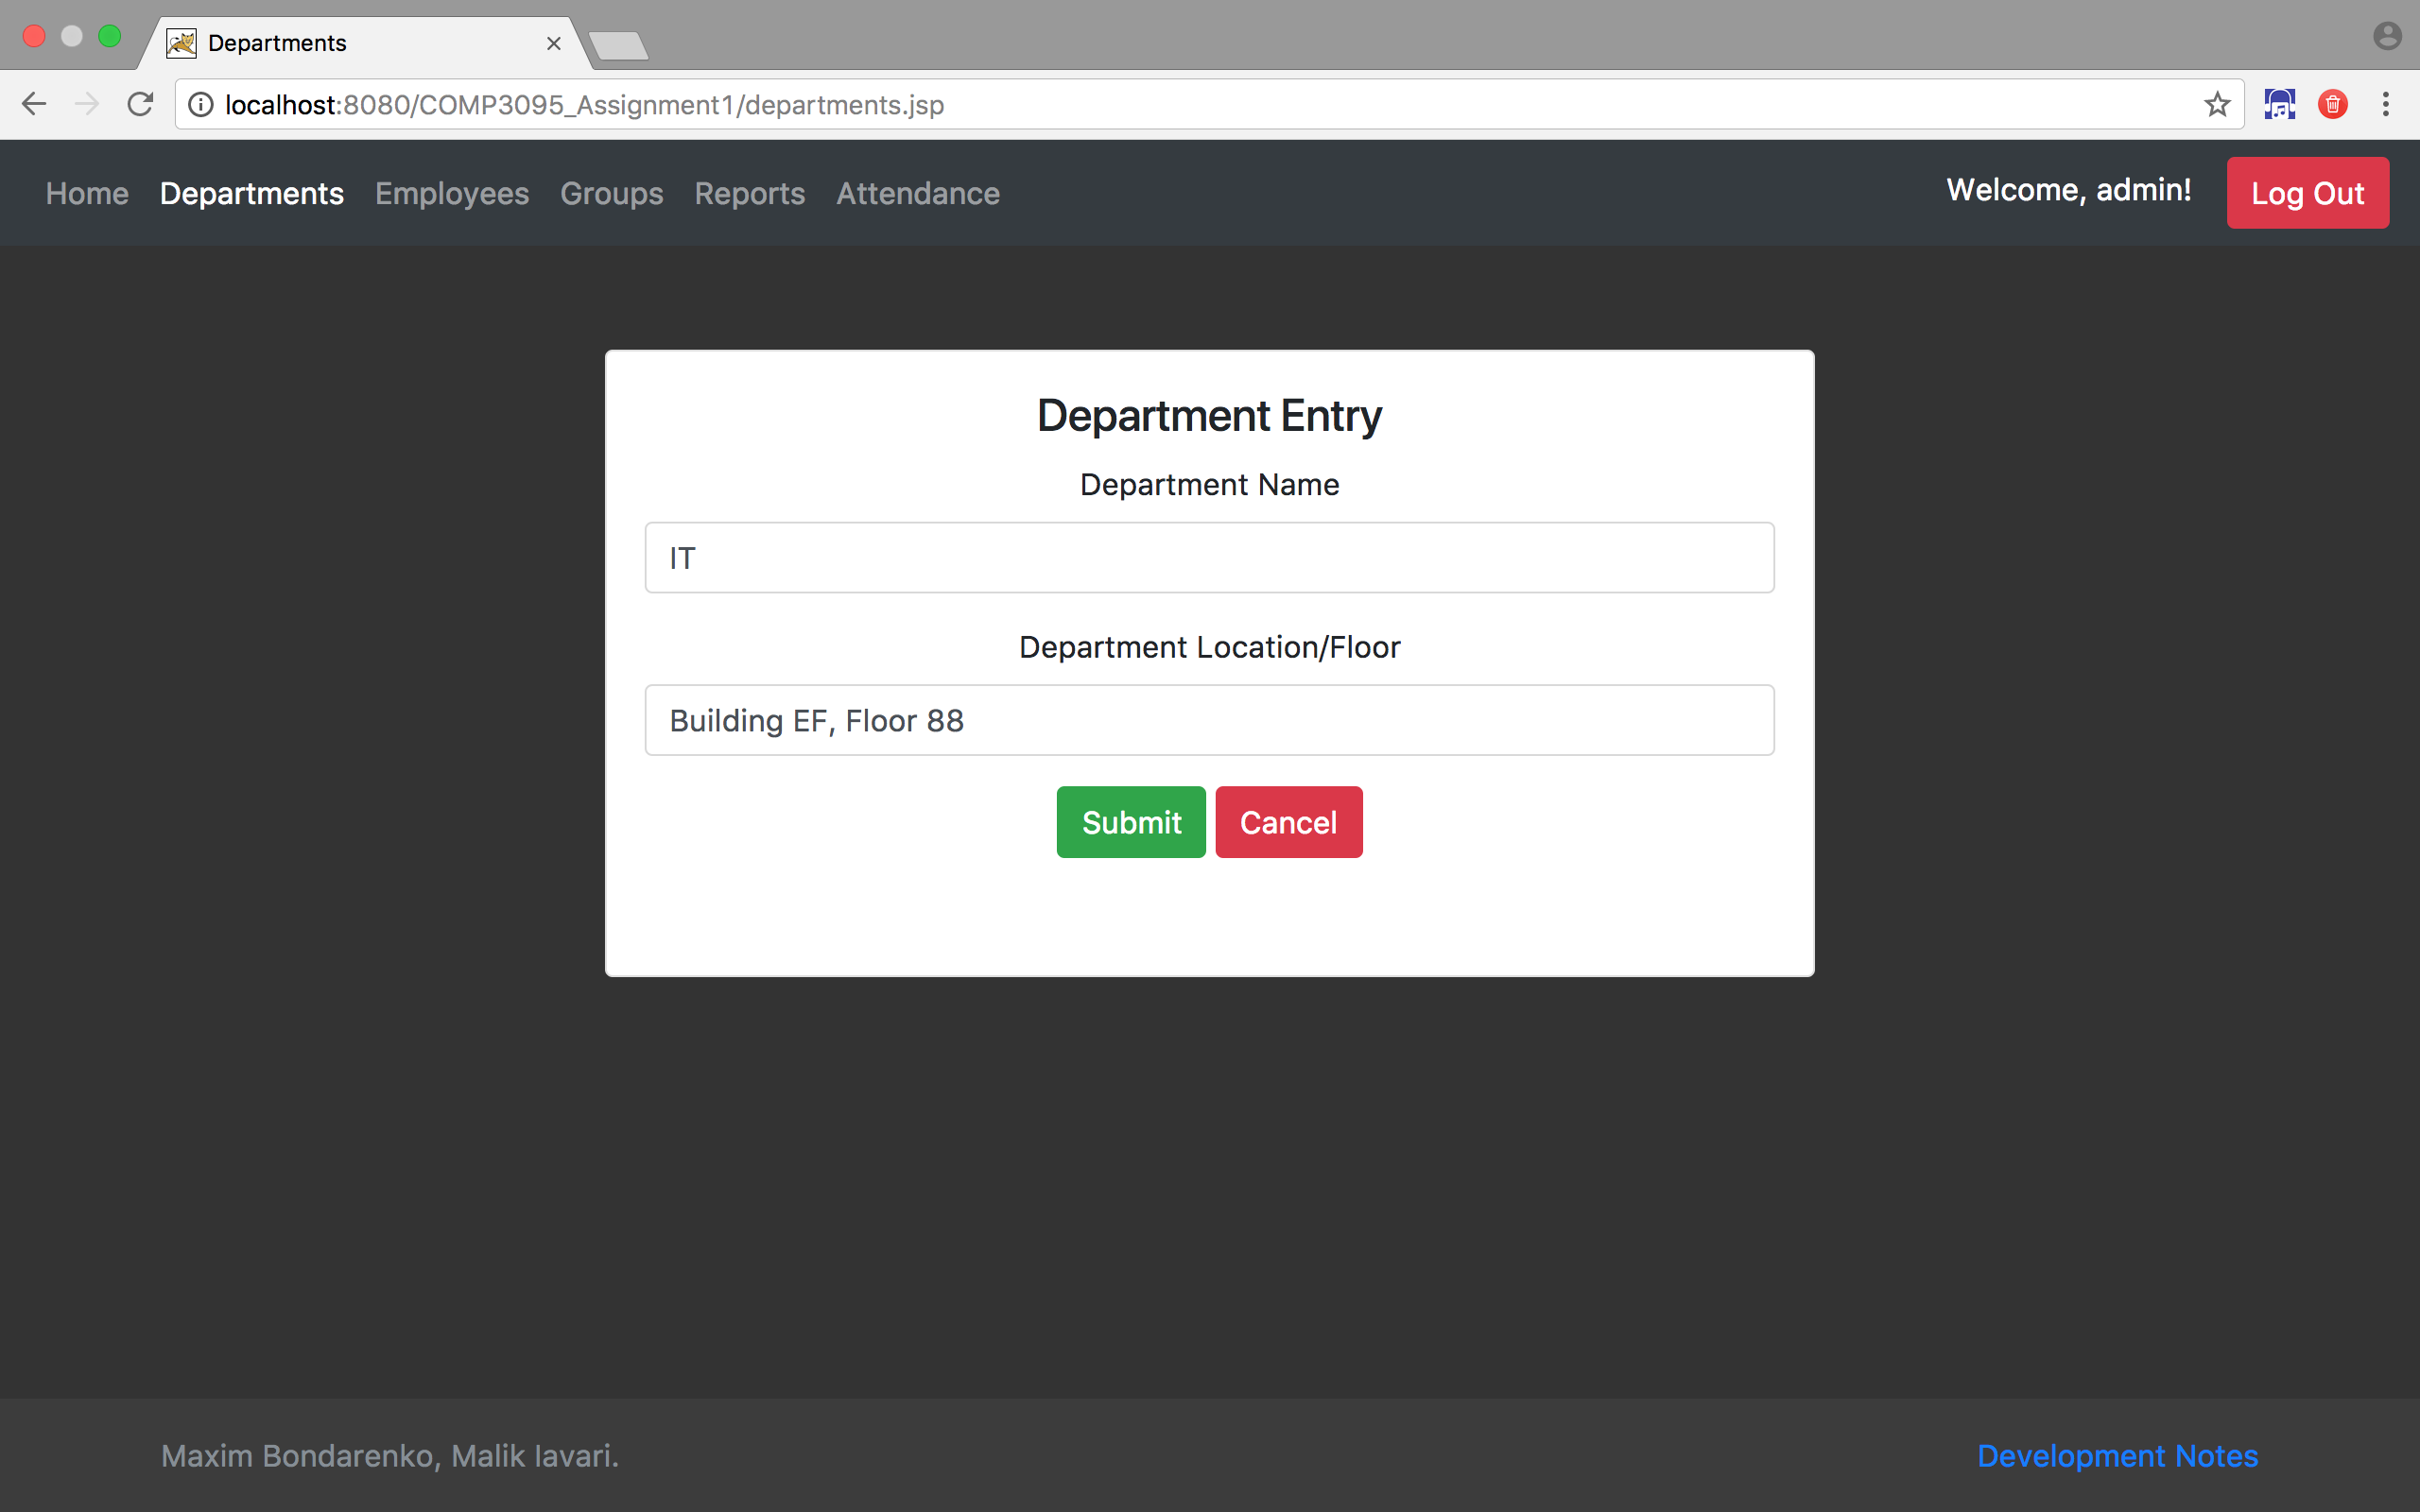 Departments
localhost:8080/COMP3095_Assignment1/departments.jsp
Home Departments Employees Groups Reports Attendance Welcome, admin! Log Out
Department Entry
Department Name
IT
Department Location/Floor
Building EF, Floor 88
Submit Cancel
Maxim Bondarenko, Malik Iavari. Development Notes